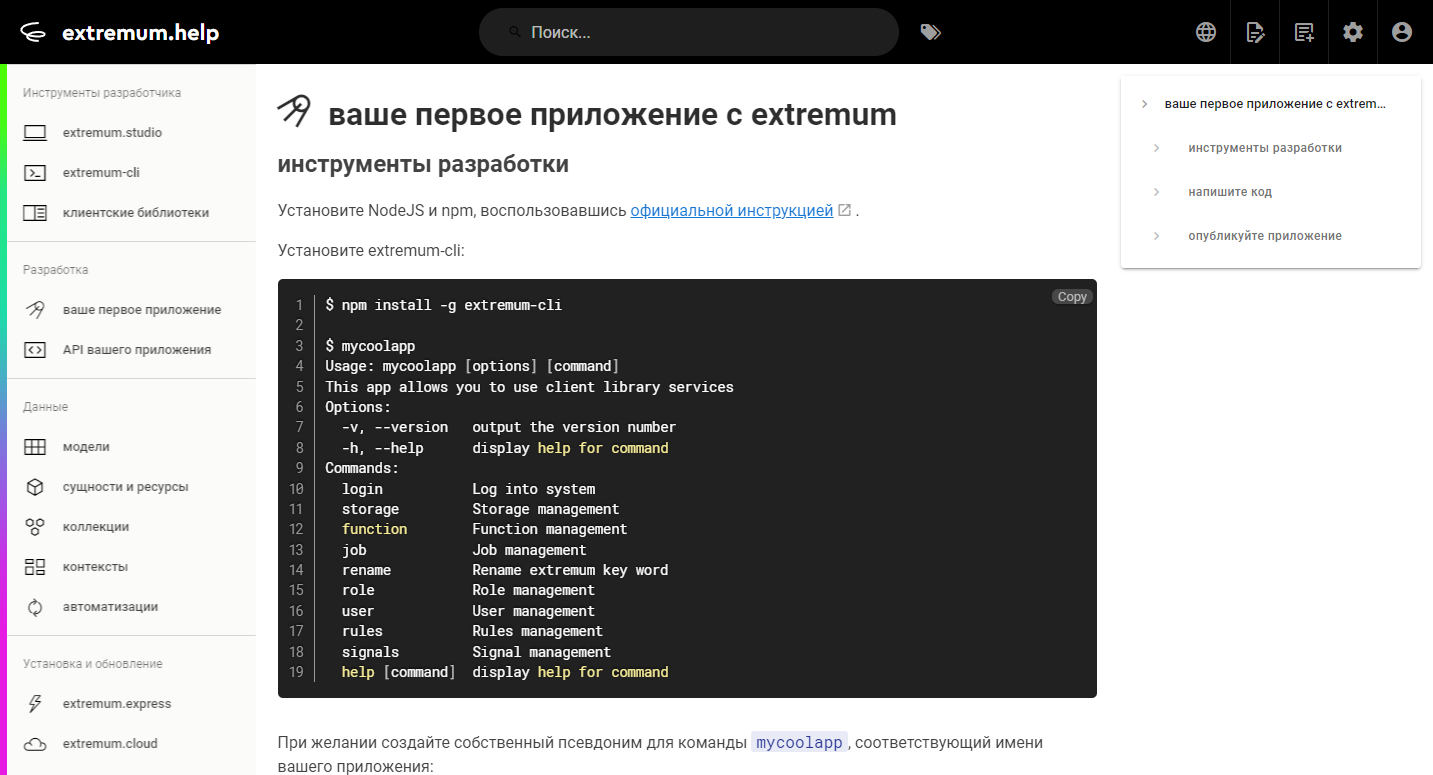 extremum.help
Поиск...
Инструменты разработчика
extremum.studio
extremum-cli
клиентские библиотеки
Разработка
ваше первое приложение
API вашего приложения
Данные
модели
сущности и ресурсы
коллекции
контексты
автоматизации
Установка и обновление
extremum.express
extremum.cloud
ваше первое приложение с extremum
инструменты разработки
Установите NodeJS и npm, воспользовавшись официальной инструкцией .
Установите extremum-cli:
Copy
1 $ npm install -g extremum-cli
2
3 $ mycoolapp
4 Usage: mycoolapp [options] [command]
5 This app allows you to use client library services
6 Options:
7   -v, --version   output the version number
8   -h, --help      display help for command
9 Commands:
10   login           Log into system
11   storage         Storage management
12   function        Function management
13   job             Job management
14   rename          Rename extremum key word
15   role            Role management
16   user            User management
17   rules           Rules management
18   signals         Signal management
19   help [command]  display help for command
При желании создайте собственный псевдоним для команды mycoolapp, соответствующий имени
вашего приложения:
ваше первое приложение с extrem...
инструменты разработки
напишите код
опубликуйте приложение